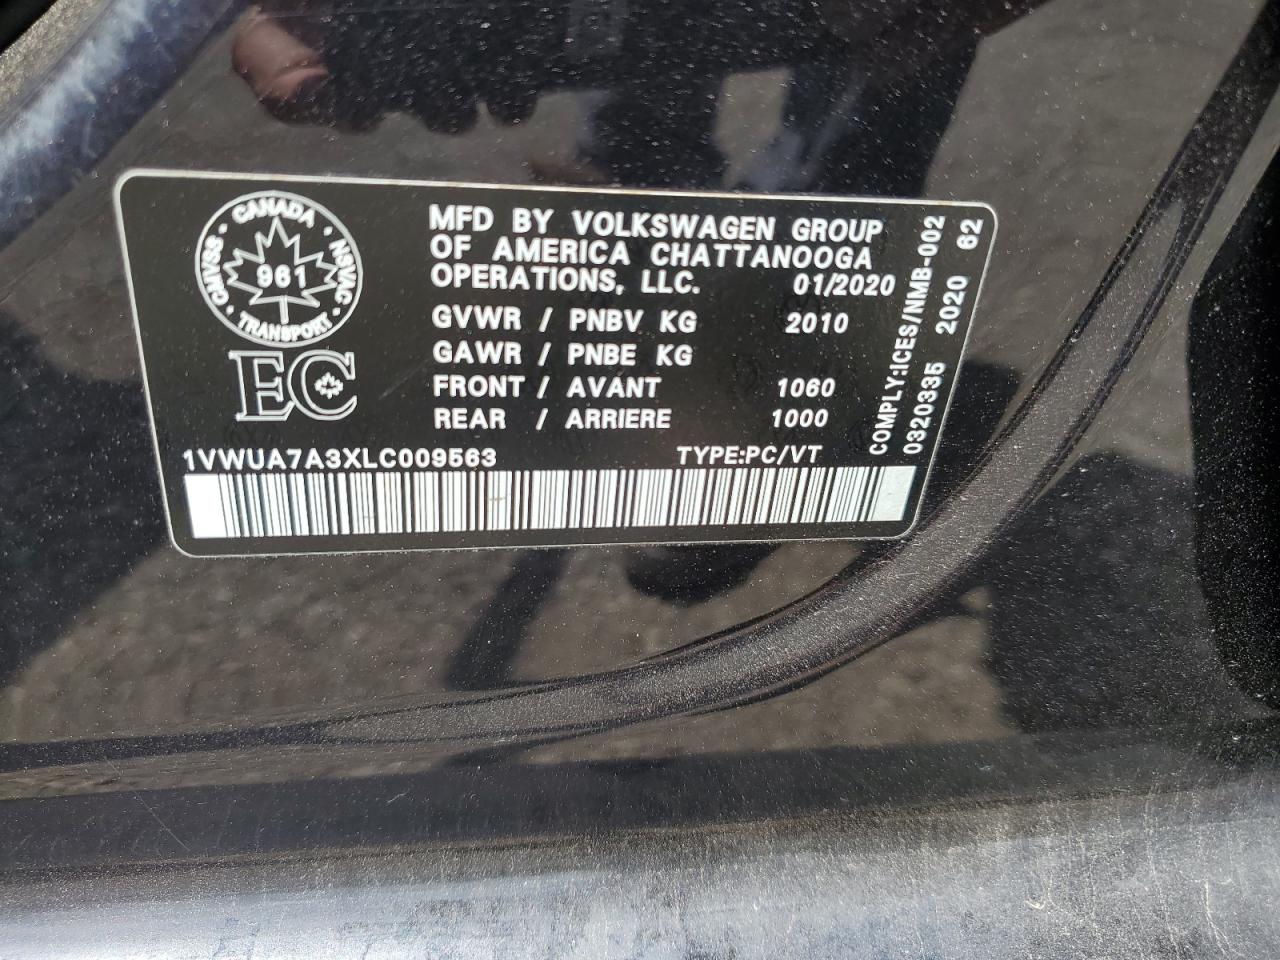 CANADA
CMVSS
NSVAC
961
TRANSPORT
EC
MFD BY VOLKSWAGEN GROUP
OF AMERICA CHATTANOOGA
OPERATIONS, LLC. 01/2020
GVWR / PNBV KG 2010
GAWR / PNBE KG
FRONT / AVANT 1060
REAR / ARRIERE 1000
1VWUA7A3XLC009563 TYPE:PC/VT
COMPLY:ICES/NMB-002
0320335 2020 62